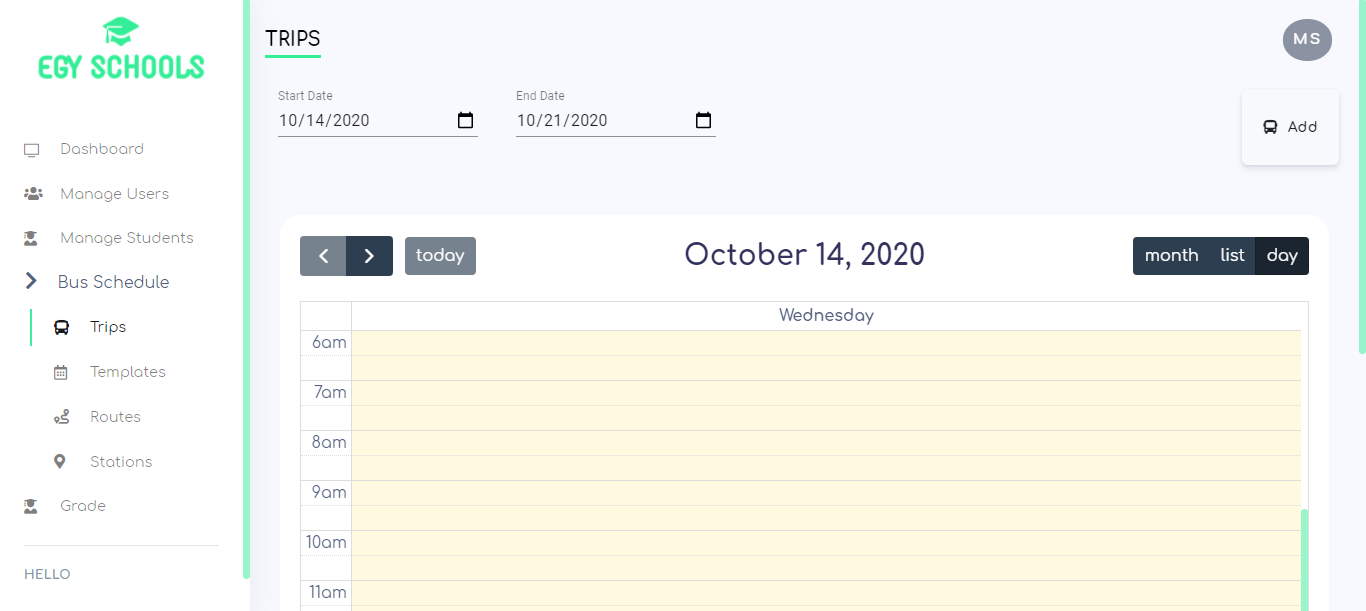 EGY SCHOOLS
Dashboard
Manage Users
Manage Students
Bus Schedule
Trips
Templates
Routes
Stations
Grade
HELLO
TRIPS
MS
Start Date
10/14/2020
End Date
10/21/2020
Add
today
October 14, 2020
month list day
Wednesday
6am
7am
8am
9am
10am
11am